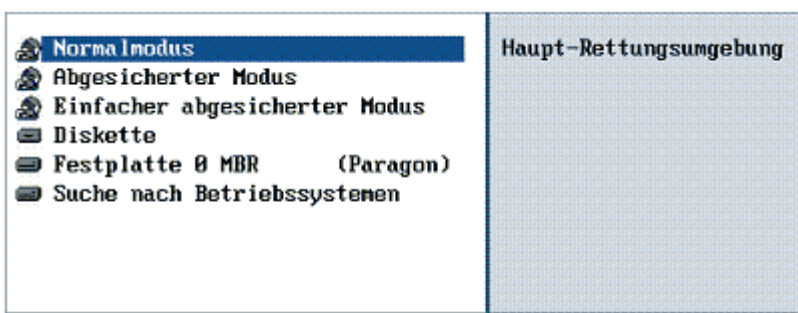 Normalmodus
Abgesicherter Modus
Einfacher abgesicherter Modus
Diskette
Festplatte 0 MBR (Paragon)
Suche nach Betriebssystemen
Haupt-Rettungsumgebung